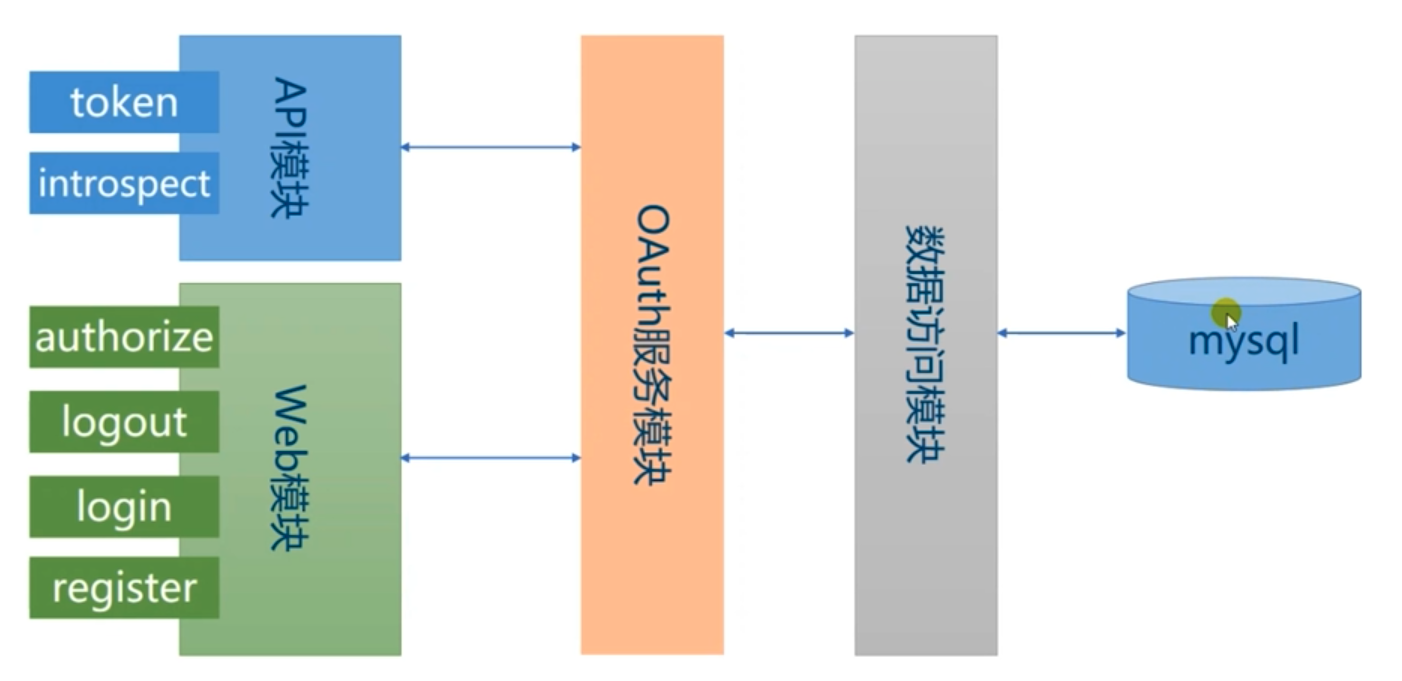 token
introspect
API模块
authorize
logout
login
register
Web模块
OAuth服务模块
数据访问模块
mysql